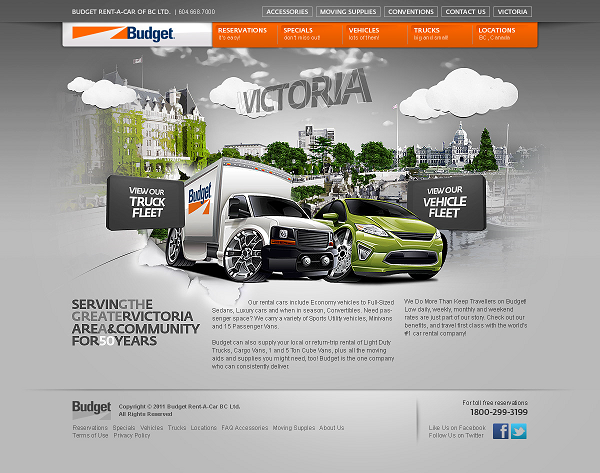 BUDGET RENT-A-CAR OF BC LTD. | 604.668.7000
ACCESSORIES MOVING SUPPLIES CONVENTIONS CONTACT US VICTORIA
Budget
RESERVATIONS SPECIALS VEHICLES TRUCKS LOCATIONS
It's easy! don't miss out! lots of them! big and small! BC , Canada
VICTORIA
VIEW OUR
TRUCK
FLEET
Budget
VIEW OUR
VEHICLE
FLEET
SERVINGTHE
GREATERVICTORIA
AREA&COMMUNITY
FOR50YEARS
Our rental cars include Economy vehicles to Full-Sized
Sedans, Luxury cars and when in season, Convertibles. Need pas-
senger space? We carry a variety of Sports Utility vehicles, Minivans
and 15 Passenger Vans.
Budget can also supply your local or return-trip rental of Light Duty
Trucks, Cargo Vans, 1 and 5 Ton Cube Vans, plus all the moving
aids and supplies you might need, too! Budget is the one company
who can consistently deliver.
We Do More Than Keep Travellers on Budget!
Low daily, weekly, monthly and weekend
rates are just part of our story. Check out our
benefits, and travel first class with the world's
#1 car rental company!
Budget
Copyright © 2011 Budget Rent-A-Car BC Ltd.
All Rights Reserved
Reservations Specials Vehicles Trucks Locations FAQ Accessories Moving Supplies About Us
Terms of Use Privacy Policy
For toll free reservations
1800-299-3199
Like Us on Facebook
Follow Us on Twitter